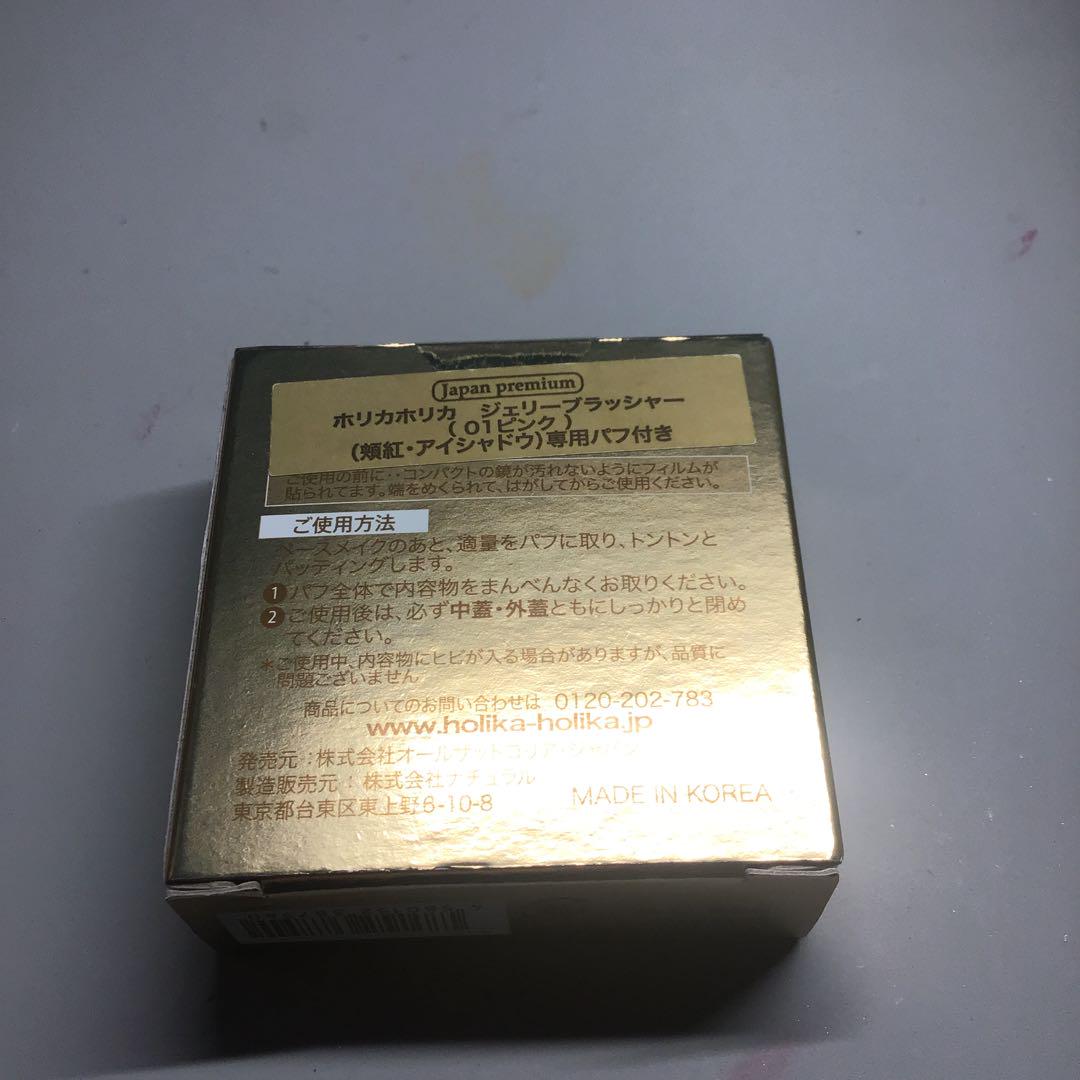 Japan premium
ホリカホリカ ジェリーブラッシャー
( 01ピンク )
(頬紅・アイシャドウ)専用パフ付き
ご使用の前に‥コンパクトの鏡が汚れないようにフィルムが
貼られてます。端をめくられて、はがしてからご使用ください。
ご使用方法
ベースメイクのあと、適量をパフに取り、トントンと
パッティングします。
1 パフ全体で内容物をまんべんなくお取りください。
2 ご使用後は、必ず中蓋・外蓋ともにしっかりと閉め
てください。
*ご使用中、内容物にヒビが入る場合がありますが、品質に
問題ございません
商品についてのお問い合わせは 0120-202-783
www.holika-holika.jp
発売元:株式会社オールザットコリア・ジャパン
製造販売元:株式会社ナチュラル
東京都台東区東上野6-10-8 MADE IN KOREA